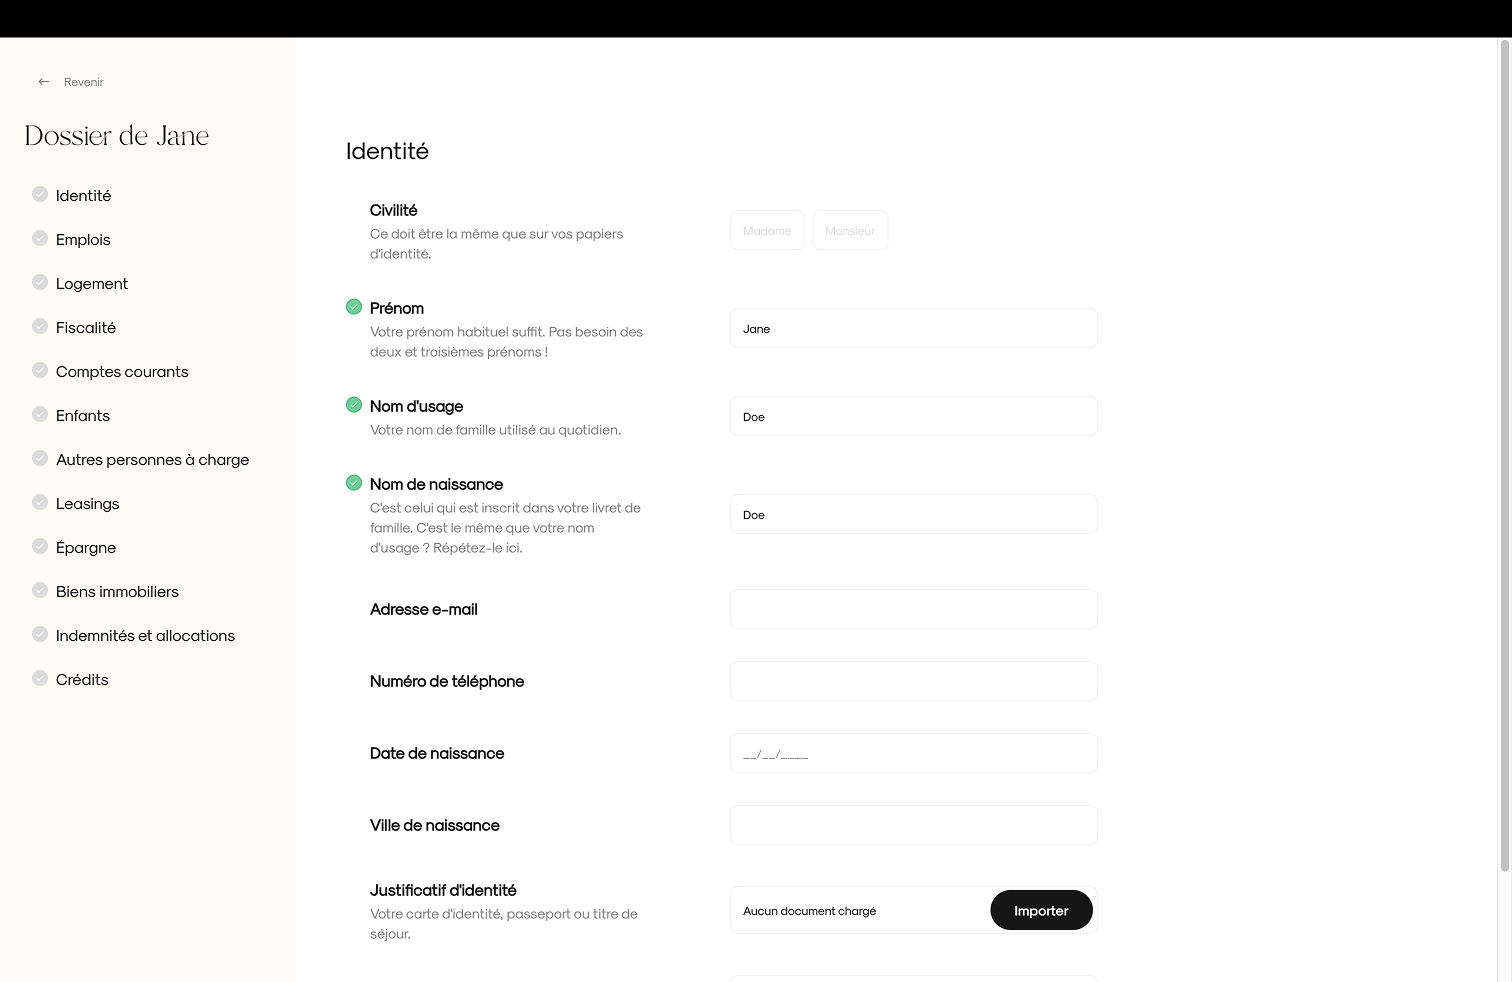 Revenir
Dossier de Jane
Identité
Emplois
Logement
Fiscalité
Comptes courants
Enfants
Autres personnes à charge
Leasings
Épargne
Biens immobiliers
Indemnités et allocations
Crédits
Identité
Civilité
Ce doit être la même que sur vos papiers
d'identité.
Madame
Monsieur
Prénom
Votre prénom habituel suffit. Pas besoin des
deux et troisièmes prénoms !
Jane
Nom d'usage
Votre nom de famille utilisé au quotidien.
Doe
Nom de naissance
C'est celui qui est inscrit dans votre livret de
famille. C'est le même que votre nom
d'usage ? Répétez-le ici.
Doe
Adresse e-mail
Numéro de téléphone
Date de naissance
__/__/____
Ville de naissance
Justificatif d'identité
Votre carte d'identité, passeport ou titre de
séjour.
Aucun document chargé
Importer